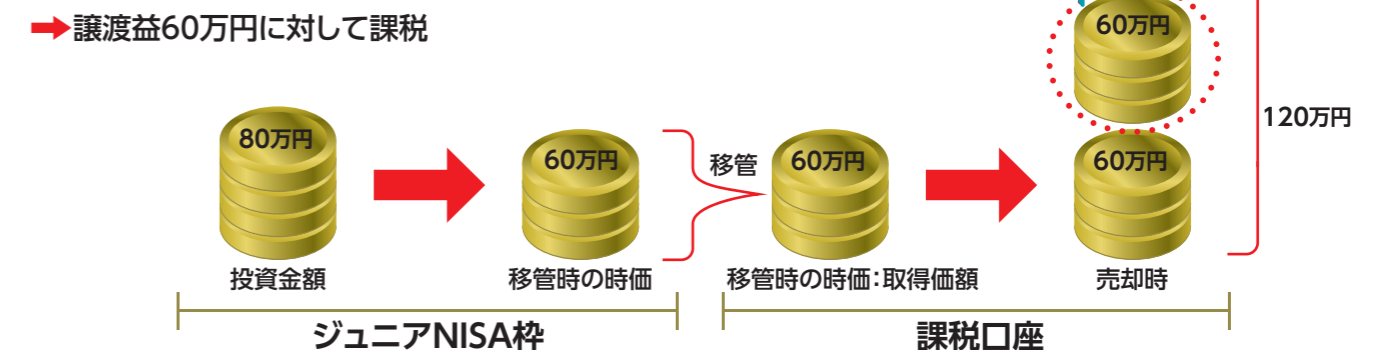 ➡譲渡益60万円に対して課税
60万円
120万円
80万円
60万円
移管
60万円
60万円
投資金額
移管時の時価
移管時の時価:取得価額
売却時
ジュニアNISA枠
課税口座